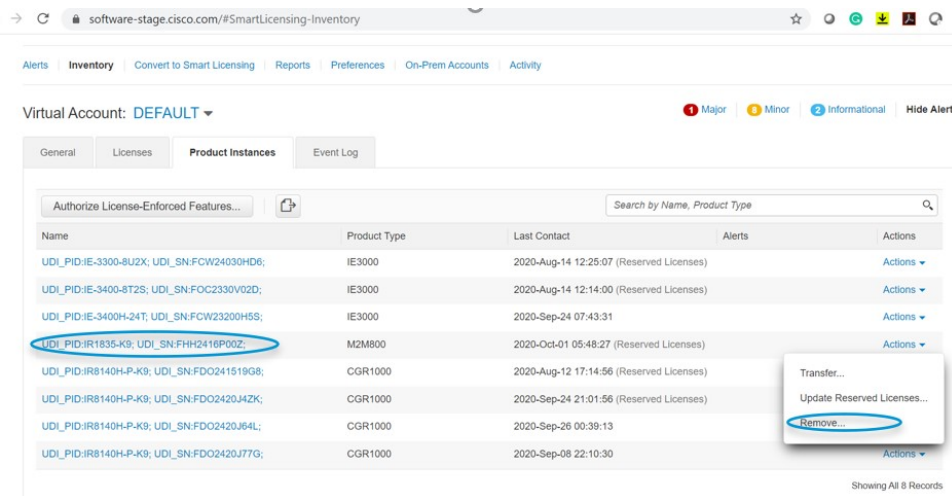 software-stage.cisco.com/#SmartLicensing-Inventory
Alerts Inventory Convert to Smart Licensing Reports Preferences On-Prem Accounts Activity
Virtual Account: DEFAULT 1 Major 8 Minor 2 Informational Hide Alert
General Licenses Product Instances Event Log
Authorize License-Enforced Features... Search by Name, Product Type
Name Product Type Last Contact Alerts Actions
UDI_PID:IE-3300-8U2X; UDI_SN:FCW24030HD6; IE3000 2020-Aug-14 12:25:07 (Reserved Licenses) Actions
UDI_PID:IE-3400-8T2S; UDI_SN:FOC2330V02D; IE3000 2020-Aug-14 12:14:00 (Reserved Licenses) Actions
UDI_PID:IE-3400H-24T; UDI_SN:FCW23200H5S; IE3000 2020-Sep-24 07:43:31 Actions
UDI_PID:IR1835-K9; UDI_SN:FHH2416P00Z; M2M800 2020-Oct-01 05:48:27 (Reserved Licenses) Actions
UDI_PID:IR8140H-P-K9; UDI_SN:FDO241519G8; CGR1000 2020-Aug-12 17:14:56 (Reserved Licenses) Transfer...
UDI_PID:IR8140H-P-K9; UDI_SN:FDO2420J4ZK; CGR1000 2020-Sep-24 21:01:56 (Reserved Licenses) Update Reserved Licenses...
UDI_PID:IR8140H-P-K9; UDI_SN:FDO2420J64L; CGR1000 2020-Sep-26 00:39:13 Remove...
UDI_PID:IR8140H-P-K9; UDI_SN:FDO2420J77G; CGR1000 2020-Sep-08 22:10:30 Actions
Showing All 8 Records